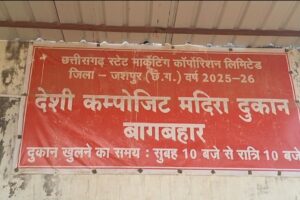 छत्तीसगढ़ स्टेट मार्केटिंग कॉर्पोरेशन लिमिटेड
जिला - जशपुर (छ.ग.) वर्ष 2025-26
देशी कम्पोजिट मदिरा दुकान
बागबहार
दुकान खुलने का समय : सुबह 10 बजे से रात्रि 10 बजे